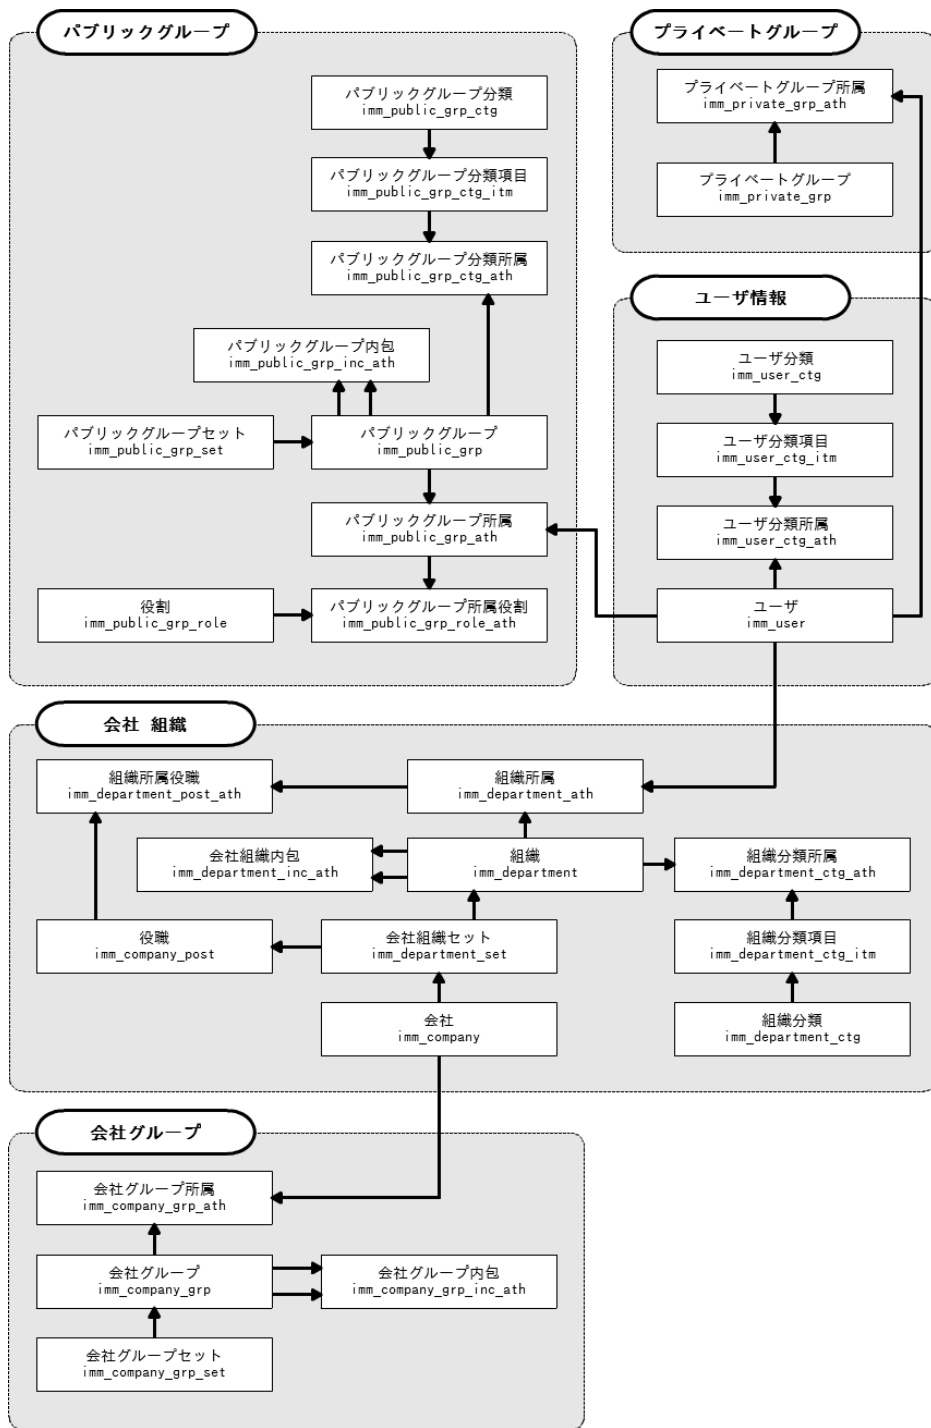 パブリックグループ
パブリックグループ分類
imm_public_grp_ctg
パブリックグループ分類項目
imm_public_grp_ctg_itm
パブリックグループ分類所属
imm_public_grp_ctg_ath
パブリックグループ内包
imm_public_grp_inc_ath
パブリックグループセット
imm_public_grp_set
パブリックグループ
imm_public_grp
パブリックグループ所属
imm_public_grp_ath
役割
imm_public_grp_role
パブリックグループ所属役割
imm_public_grp_role_ath
プライベートグループ
プライベートグループ所属
imm_private_grp_ath
プライベートグループ
imm_private_grp
ユーザ情報
ユーザ分類
imm_user_ctg
ユーザ分類項目
imm_user_ctg_itm
ユーザ分類所属
imm_user_ctg_ath
ユーザ
imm_user
会社 組織
組織所属役職
imm_department_post_ath
組織所属
imm_department_ath
会社組織内包
imm_department_inc_ath
組織
imm_department
組織分類所属
imm_department_ctg_ath
役職
imm_company_post
会社組織セット
imm_department_set
組織分類項目
imm_department_ctg_itm
会社
imm_company
組織分類
imm_department_ctg
会社グループ
会社グループ所属
imm_company_grp_ath
会社グループ
imm_company_grp
会社グループ内包
imm_company_grp_inc_ath
会社グループセット
imm_company_grp_set